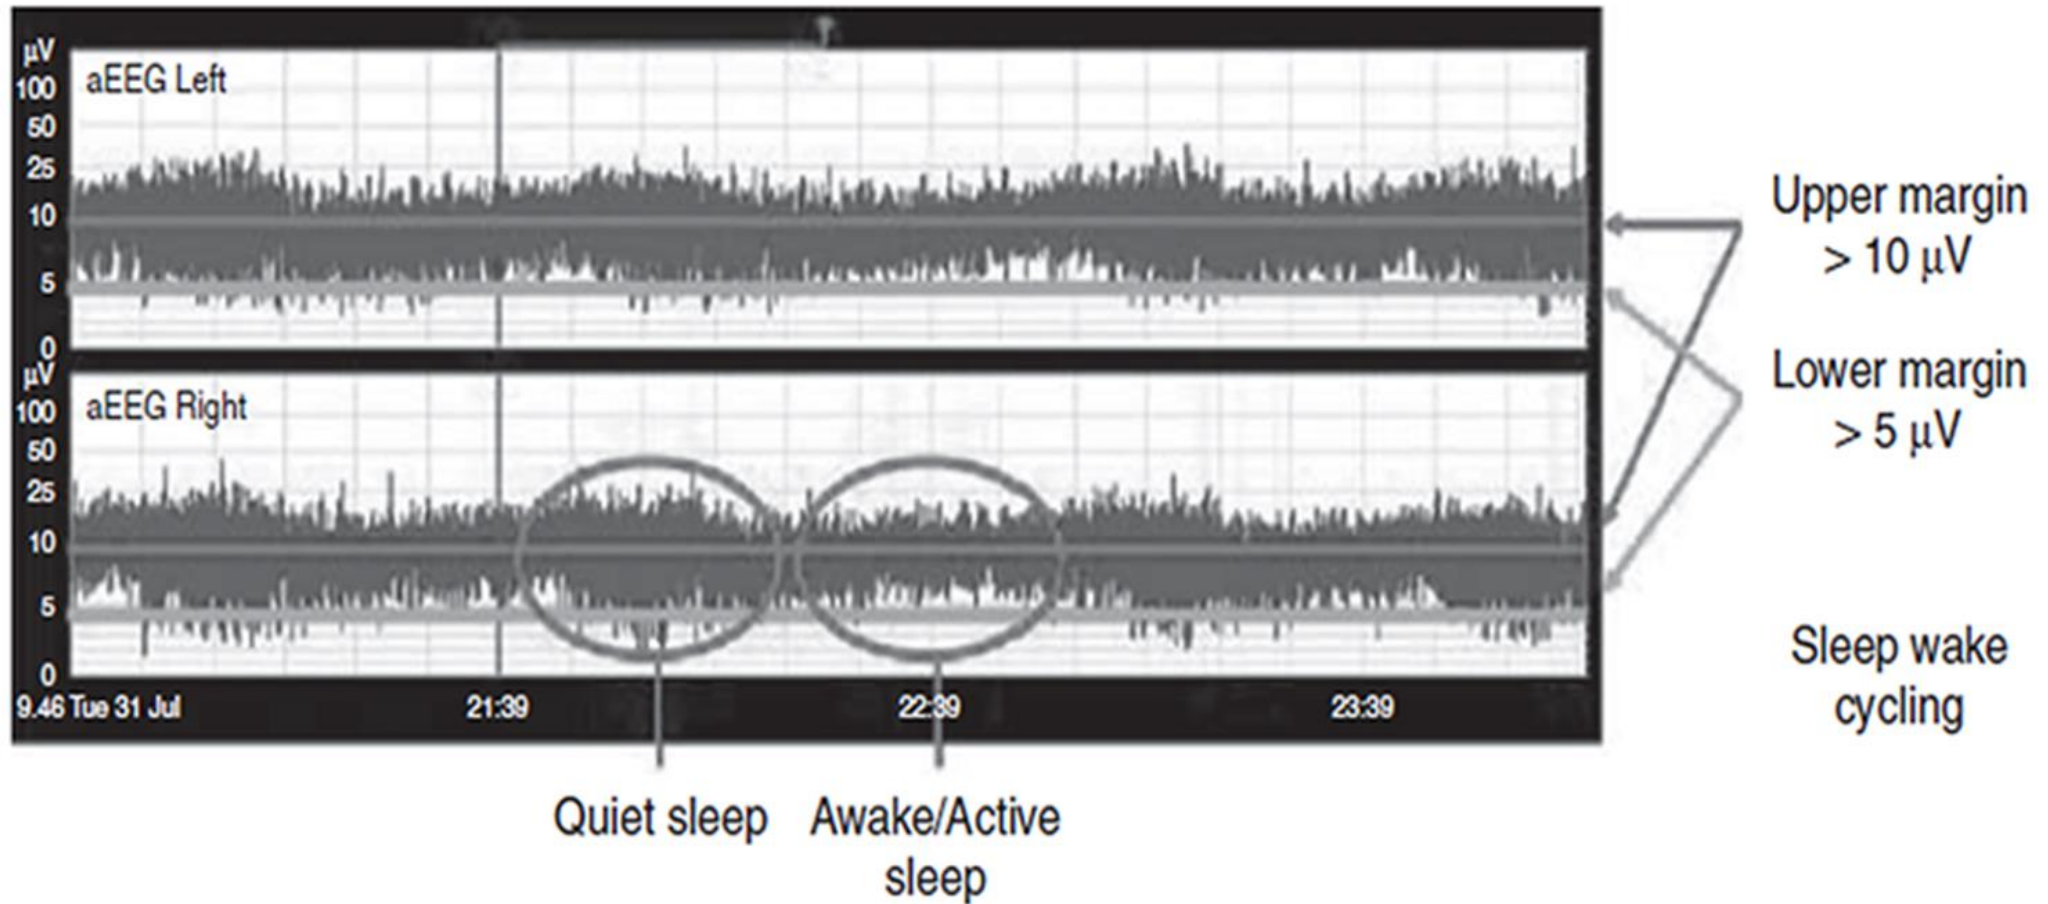 µV
aEEG Left
100
50
25
10
5
0
µV
aEEG Right
100
50
25
10
5
0
9.46 Tue 31 Jul 21:39 22:39 23:39
Upper margin
> 10 µV
Lower margin
> 5 µV
Sleep wake
cycling
Quiet sleep
Awake/Active
sleep